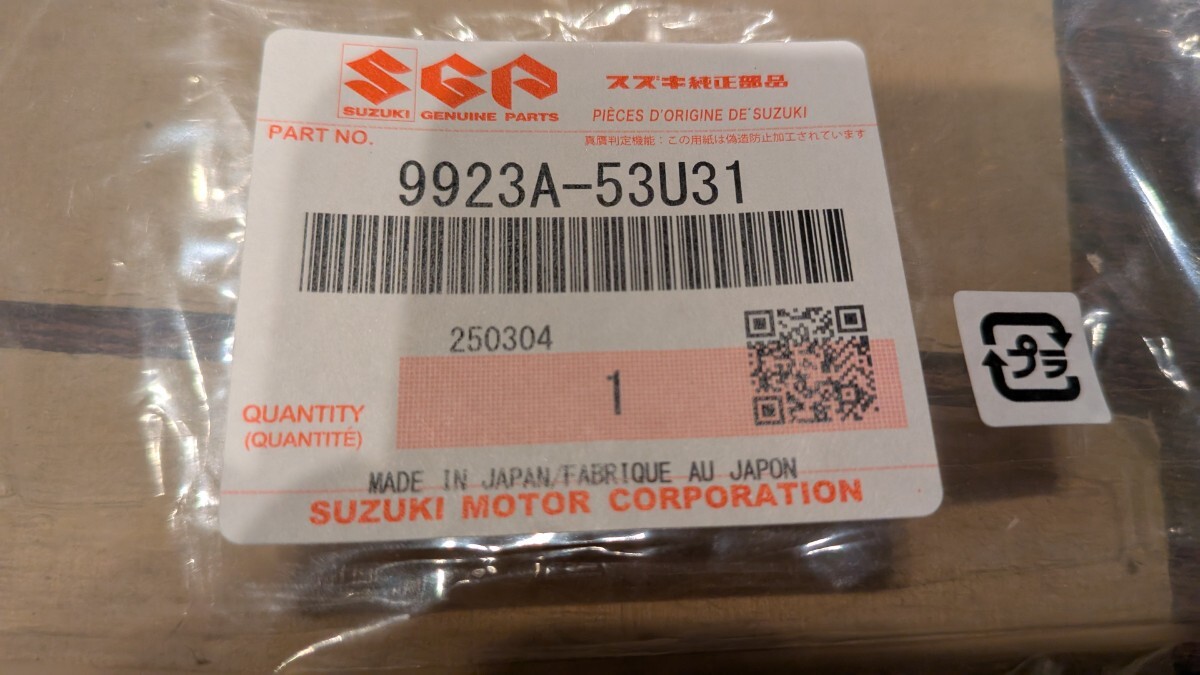 SGP
SUZUKI GENUINE PARTS
スズキ純正部品
PIÈCES D'ORIGINE DE SUZUKI
PART NO.
真贋判定機能：この用紙は偽造防止加工されています
9923A-53U31
250304
1
QUANTITY
(QUANTITÉ)
MADE IN JAPAN/FABRIQUE AU JAPON
SUZUKI MOTOR CORPORATION
プラ